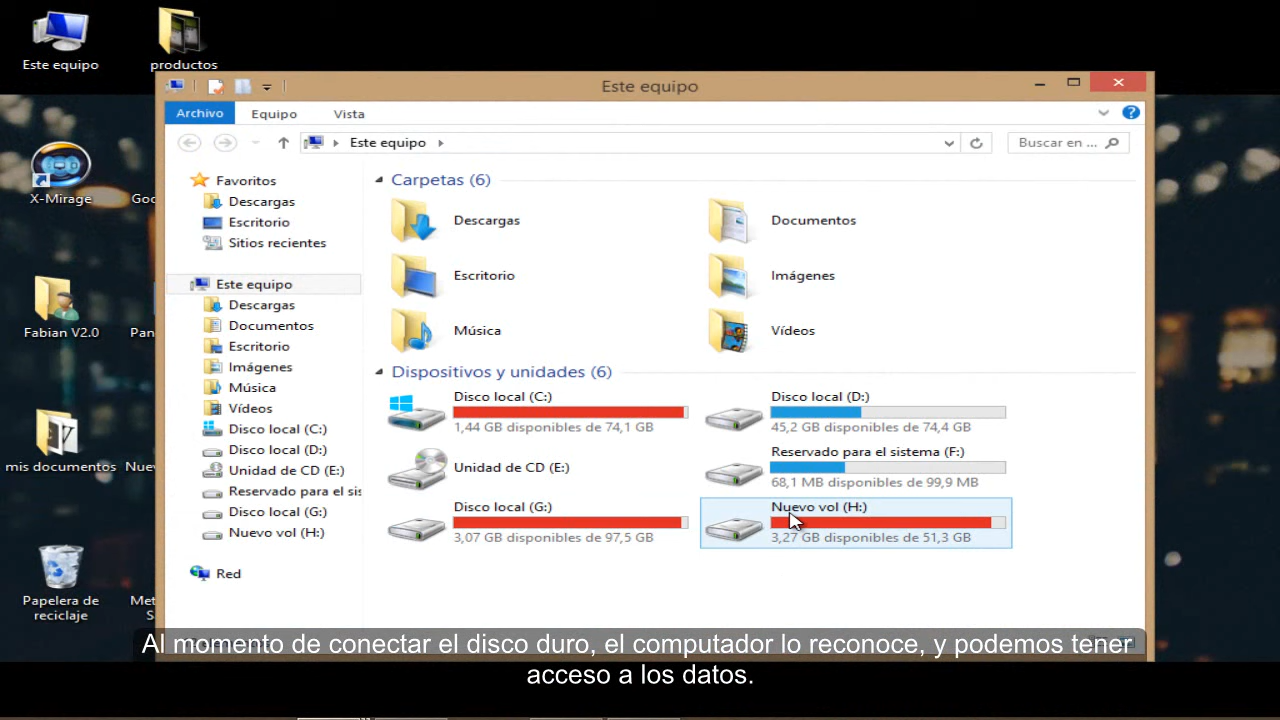 Este equipo
productos
Este equipo
Archivo
Equipo
Vista
Este equipo
Buscar en ...
X-Mirage
Goo
Fabian V2.0
Pan
mis documentos
Nuev
Papelera de
reciclaje
Met
S
Favoritos
Descargas
Escritorio
Sitios recientes
Este equipo
Descargas
Documentos
Escritorio
Imágenes
Música
Vídeos
Disco local (C:)
Disco local (D:)
Unidad de CD (E:)
Reservado para el sis
Disco local (G:)
Nuevo vol (H:)
Red
Carpetas (6)
Descargas
Documentos
Escritorio
Imágenes
Música
Vídeos
Dispositivos y unidades (6)
Disco local (C:)
1,44 GB disponibles de 74,1 GB
Disco local (D:)
45,2 GB disponibles de 74,4 GB
Unidad de CD (E:)
Reservado para el sistema (F:)
68,1 MB disponibles de 99,9 MB
Disco local (G:)
3,07 GB disponibles de 97,5 GB
Nuevo vol (H:)
3,27 GB disponibles de 51,3 GB
Al momento de conectar el disco duro, el computador lo reconoce, y podemos tener
acceso a los datos.